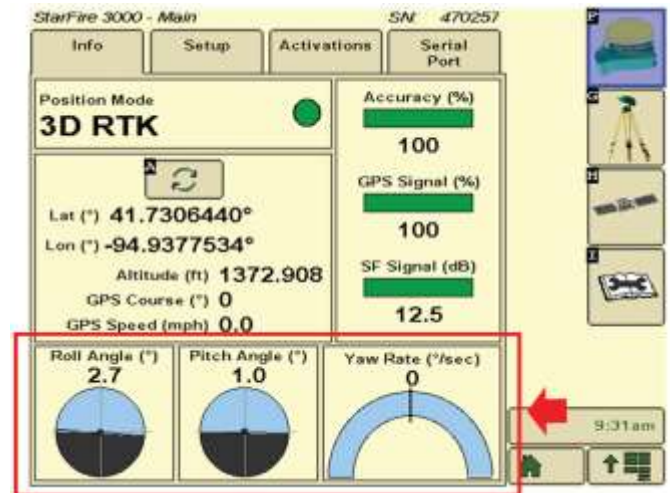 StarFire 3000 - Main
SN: 470257
Info
Setup
Activations
Serial
Port
Position Mode
3D RTK
A
Lat (°) 41.7306440°
Lon (°) -94.9377534°
Altitude (ft) 1372.908
GPS Course (°) 0
GPS Speed (mph) 0.0
Accuracy (%)
100
GPS Signal (%)
100
SF Signal (dB)
12.5
Roll Angle (°)
2.7
Pitch Angle (°)
1.0
Yaw Rate (°/sec)
0
F
G
H
I
9:31am